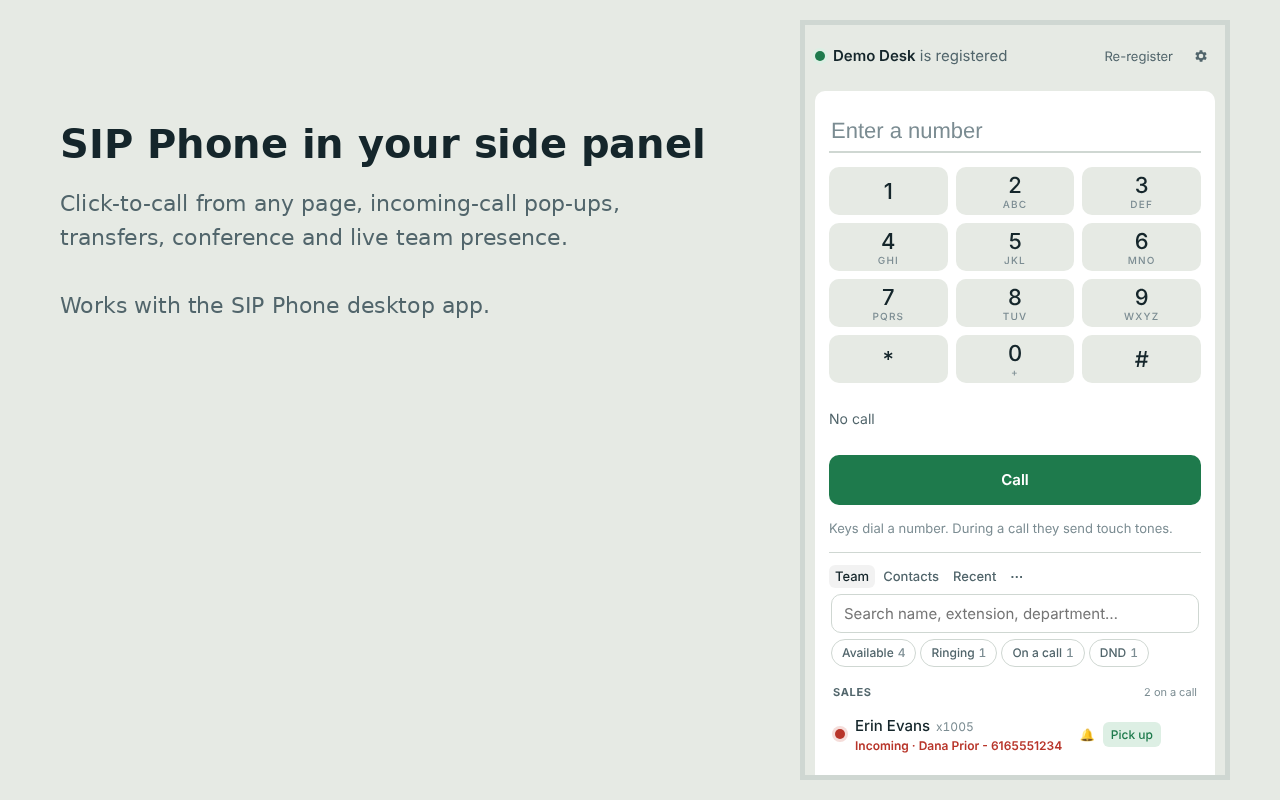 SIP Phone in your side panel
Click-to-call from any page, incoming-call pop-ups,
transfers, conference and live team presence.
Works with the SIP Phone desktop app.
Demo Desk is registered
Re-register
Enter a number
1
2
ABC
3
DEF
4
GHI
5
JKL
6
MNO
7
PQRS
8
TUV
9
WXYZ
*
0
+
#
No call
Call
Keys dial a number. During a call they send touch tones.
Team Contacts Recent ···
Search name, extension, department...
Available 4 Ringing 1 On a call 1 DND 1
SALES 2 on a call
Erin Evans x1005
Incoming · Dana Prior - 6165551234
Pick up